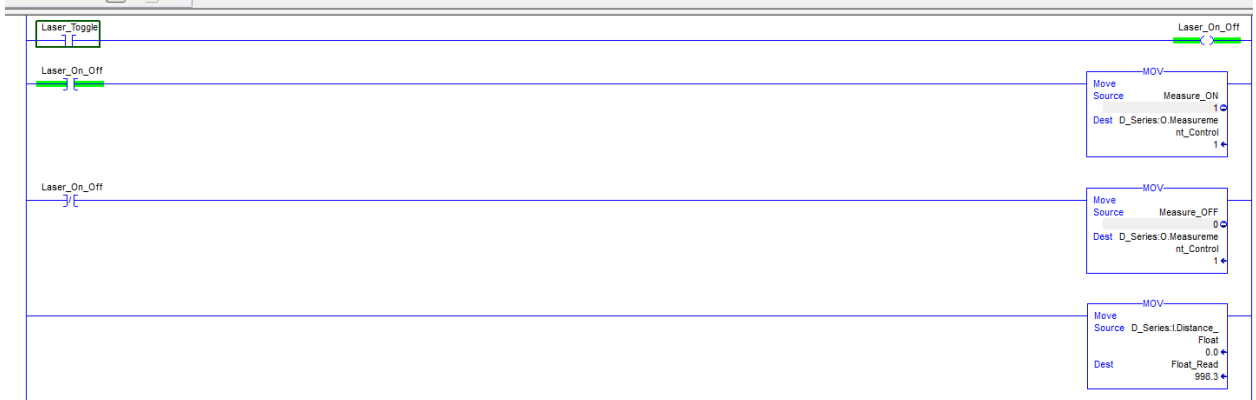 Laser_Toggle
Laser_On_Off
Laser_On_Off
MOV
Move
Source Measure_ON
1
Dest D_Series:O.Measureme
nt_Control
1
Laser_On_Off
MOV
Move
Source Measure_OFF
0
Dest D_Series:O.Measureme
nt_Control
1
MOV
Move
Source D_Series:I.Distance_
Float
0.0
Dest Float_Read
998.3